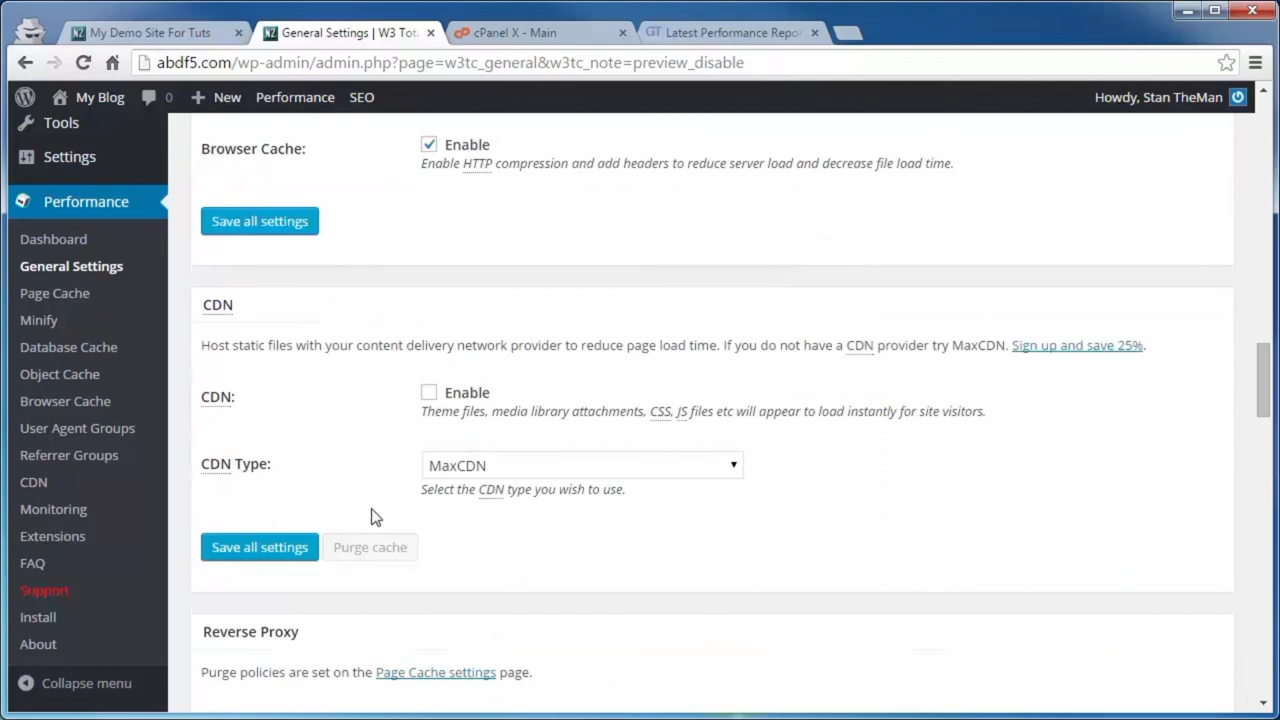 My Demo Site For Tuts
General Settings | W3 Tot
cPanel X - Main
Latest Performance Repor
abdf5.com/wp-admin/admin.php?page=w3tc_general&w3tc_note=preview_disable
My Blog
0
New
Performance
SEO
Howdy, Stan TheMan
Tools
Settings
Performance
Dashboard
General Settings
Page Cache
Minify
Database Cache
Object Cache
Browser Cache
User Agent Groups
Referrer Groups
CDN
Monitoring
Extensions
FAQ
Support
Install
About
Collapse menu
Browser Cache:
Enable
Enable HTTP compression and add headers to reduce server load and decrease file load time.
Save all settings
CDN
Host static files with your content delivery network provider to reduce page load time. If you do not have a CDN provider try MaxCDN. Sign up and save 25%.
CDN:
Enable
Theme files, media library attachments, CSS, JS files etc will appear to load instantly for site visitors.
CDN Type:
MaxCDN
Select the CDN type you wish to use.
Save all settings
Purge cache
Reverse Proxy
Purge policies are set on the Page Cache settings page.